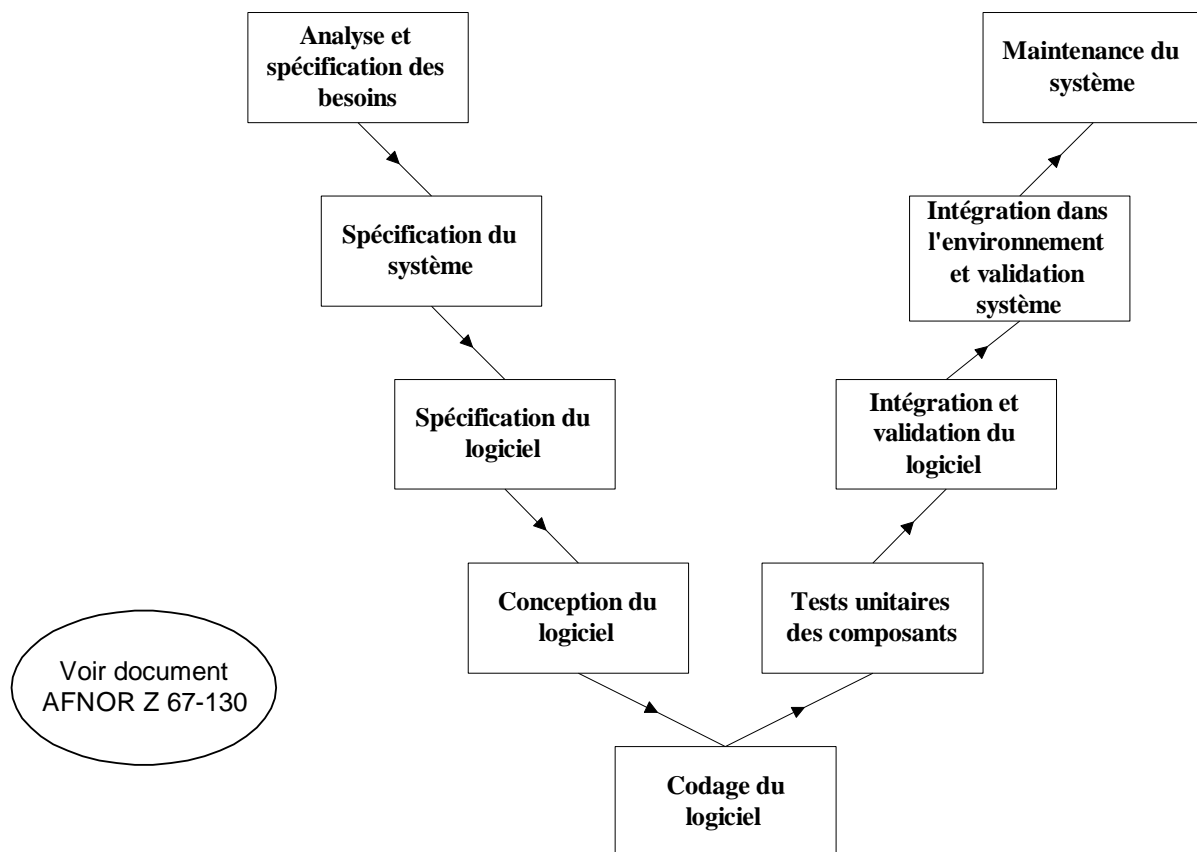 Analyse et
spécification des
besoins
Maintenance du
système
Spécification du
système
Intégration dans
l'environnement
et validation
système
Spécification du
logiciel
Intégration et
validation du
logiciel
Conception du
logiciel
Tests unitaires
des composants
Voir document
AFNOR Z 67-130
Codage du
logiciel